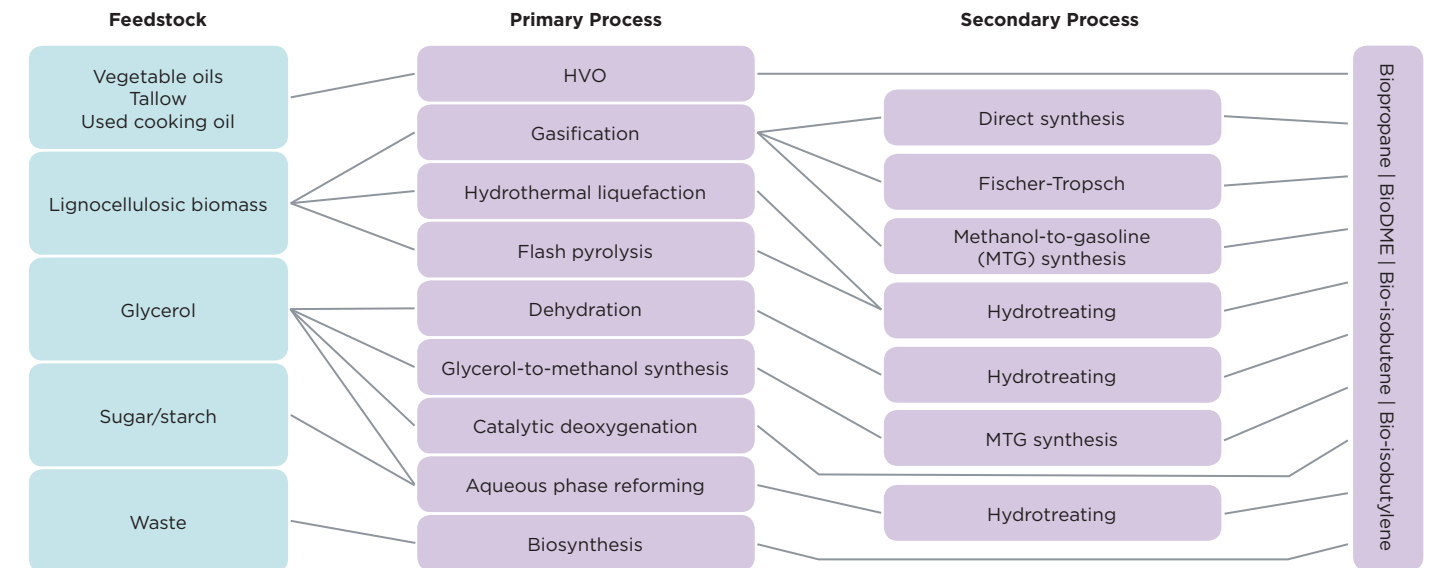 Feedstock
Primary Process
Secondary Process
Vegetable oils
Tallow
Used cooking oil
Lignocellulosic biomass
Glycerol
Sugar/starch
Waste
HVO
Gasification
Hydrothermal liquefaction
Flash pyrolysis
Dehydration
Glycerol-to-methanol synthesis
Catalytic deoxygenation
Aqueous phase reforming
Biosynthesis
Direct synthesis
Fischer-Tropsch
Methanol-to-gasoline
(MTG) synthesis
Hydrotreating
Hydrotreating
MTG synthesis
Hydrotreating
Biopropane | BioDME | Bio-isobutene | Bio-isobutylene